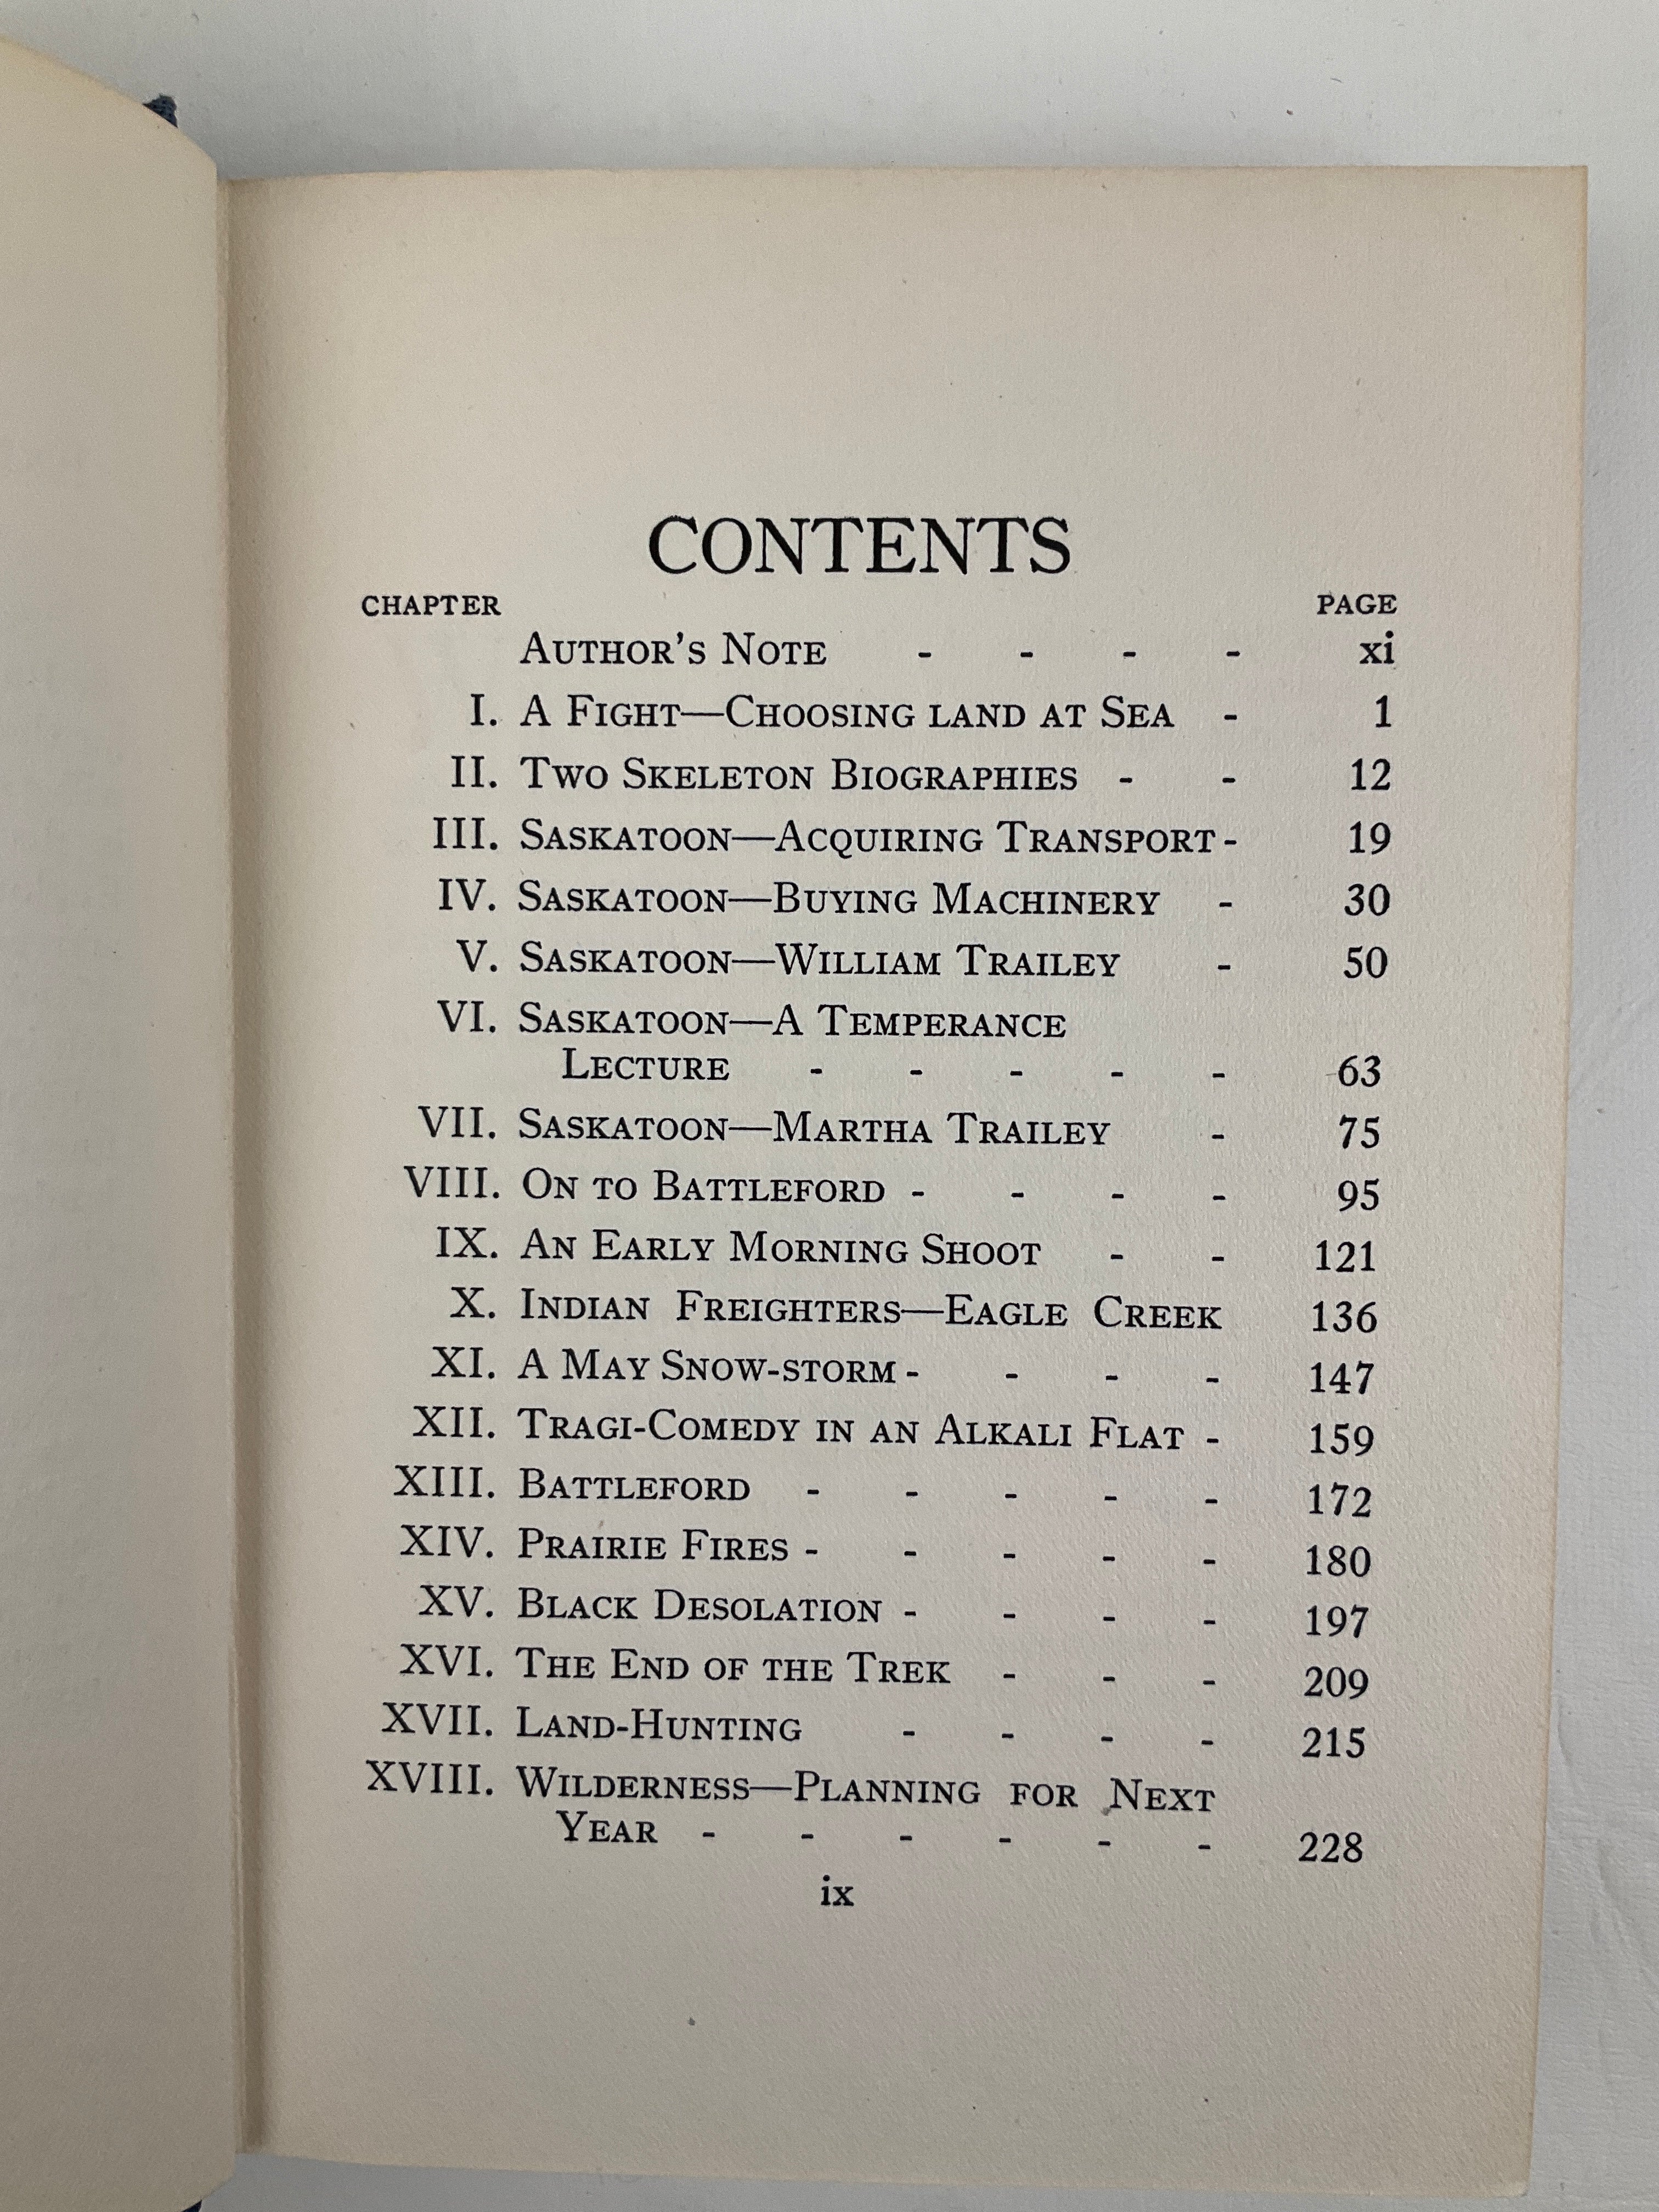 CONTENTS
CHAPTER PAGE
AUTHOR'S NOTE - - - - xi
I. A FIGHT—CHOOSING LAND AT SEA - 1
II. TWO SKELETON BIOGRAPHIES - - 12
III. SASKATOON—ACQUIRING TRANSPORT - 19
IV. SASKATOON—BUYING MACHINERY - 30
V. SASKATOON—WILLIAM TRAILEY - 50
VI. SASKATOON—A TEMPERANCE
LECTURE - - - - - 63
VII. SASKATOON—MARTHA TRAILEY - 75
VIII. ON TO BATTLEFORD - - - - 95
IX. AN EARLY MORNING SHOOT - - 121
X. INDIAN FREIGHTERS—EAGLE CREEK 136
XI. A MAY SNOW-STORM - - - - 147
XII. TRAGI-COMEDY IN AN ALKALI FLAT - 159
XIII. BATTLEFORD - - - - - 172
XIV. PRAIRIE FIRES - - - - - 180
XV. BLACK DESOLATION - - - - 197
XVI. THE END OF THE TREK - - - 209
XVII. LAND-HUNTING - - - - 215
XVIII. WILDERNESS—PLANNING FOR NEXT
YEAR - - - - - - 228
ix